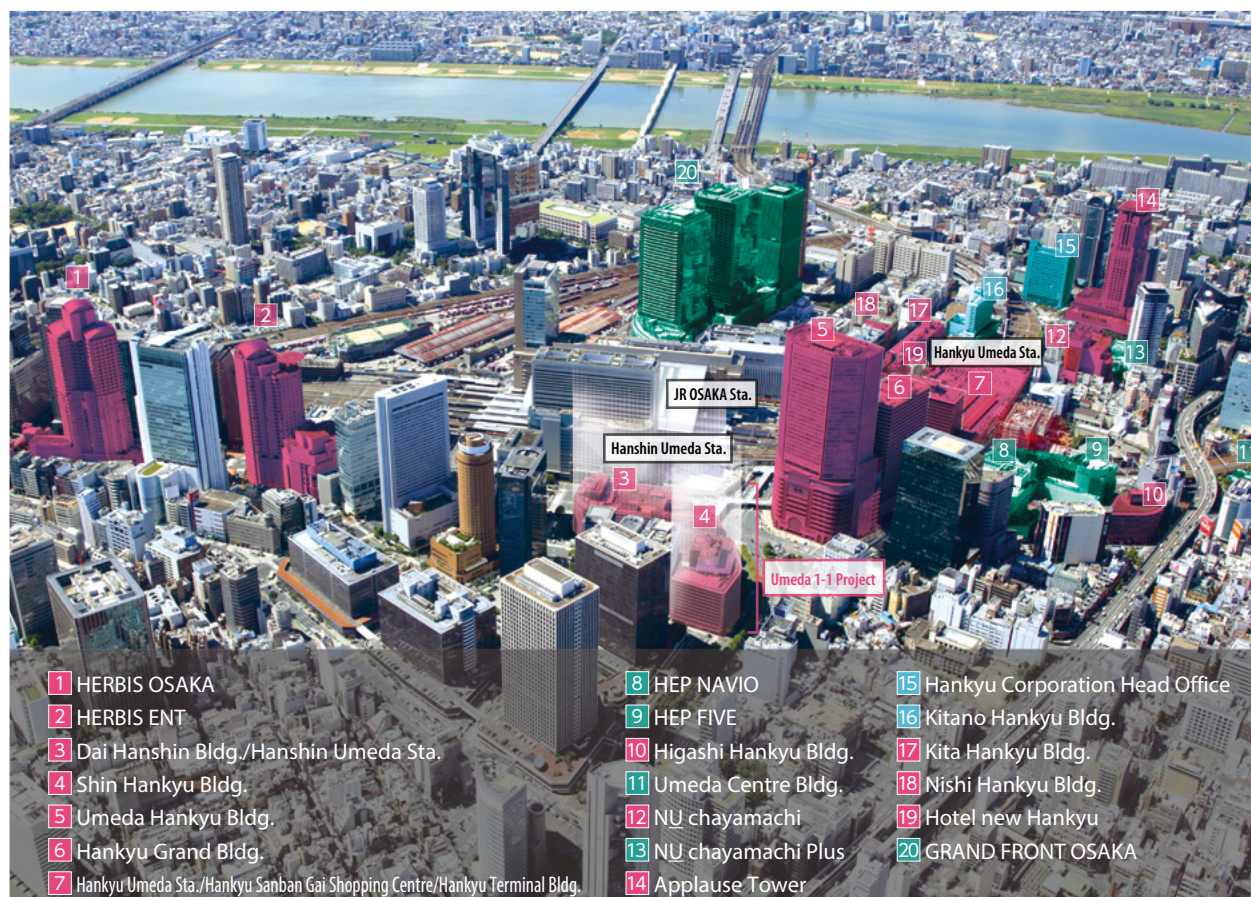 20
14
15
1
16
18
17
2
5
12
Hankyu Umeda Sta.
13
19
6
7
JR OSAKA Sta.
Hanshin Umeda Sta.
8
9
11
3
10
4
Umeda 1-1 Project
1 HERBIS OSAKA
2 HERBIS ENT
3 Dai Hanshin Bldg./Hanshin Umeda Sta.
4 Shin Hankyu Bldg.
5 Umeda Hankyu Bldg.
6 Hankyu Grand Bldg.
7 Hankyu Umeda Sta./Hankyu Sanban Gai Shopping Centre/Hankyu Terminal Bldg.
8 HEP NAVIO
9 HEP FIVE
10 Higashi Hankyu Bldg.
11 Umeda Centre Bldg.
12 NU chayamachi
13 NU chayamachi Plus
14 Applause Tower
15 Hankyu Corporation Head Office
16 Kitano Hankyu Bldg.
17 Kita Hankyu Bldg.
18 Nishi Hankyu Bldg.
19 Hotel new Hankyu
20 GRAND FRONT OSAKA